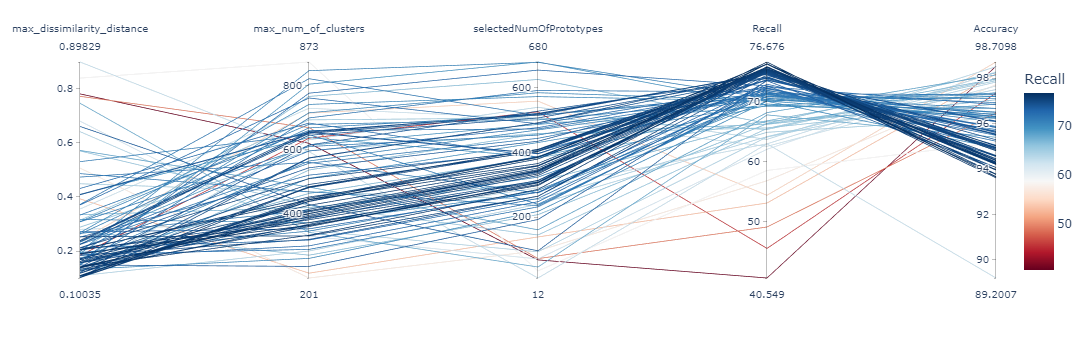 max_dissimilarity_distance max_num_of_clusters selectedNumOfPrototypes Recall Accuracy
0.89829 873 680 76.676 98.7098
0.8 0.6 0.4 0.2
800 600 400
600 400 200
70 60 50
98 96 94 92 90
0.10035 201 12 40.549 89.2007
Recall
70
60
50